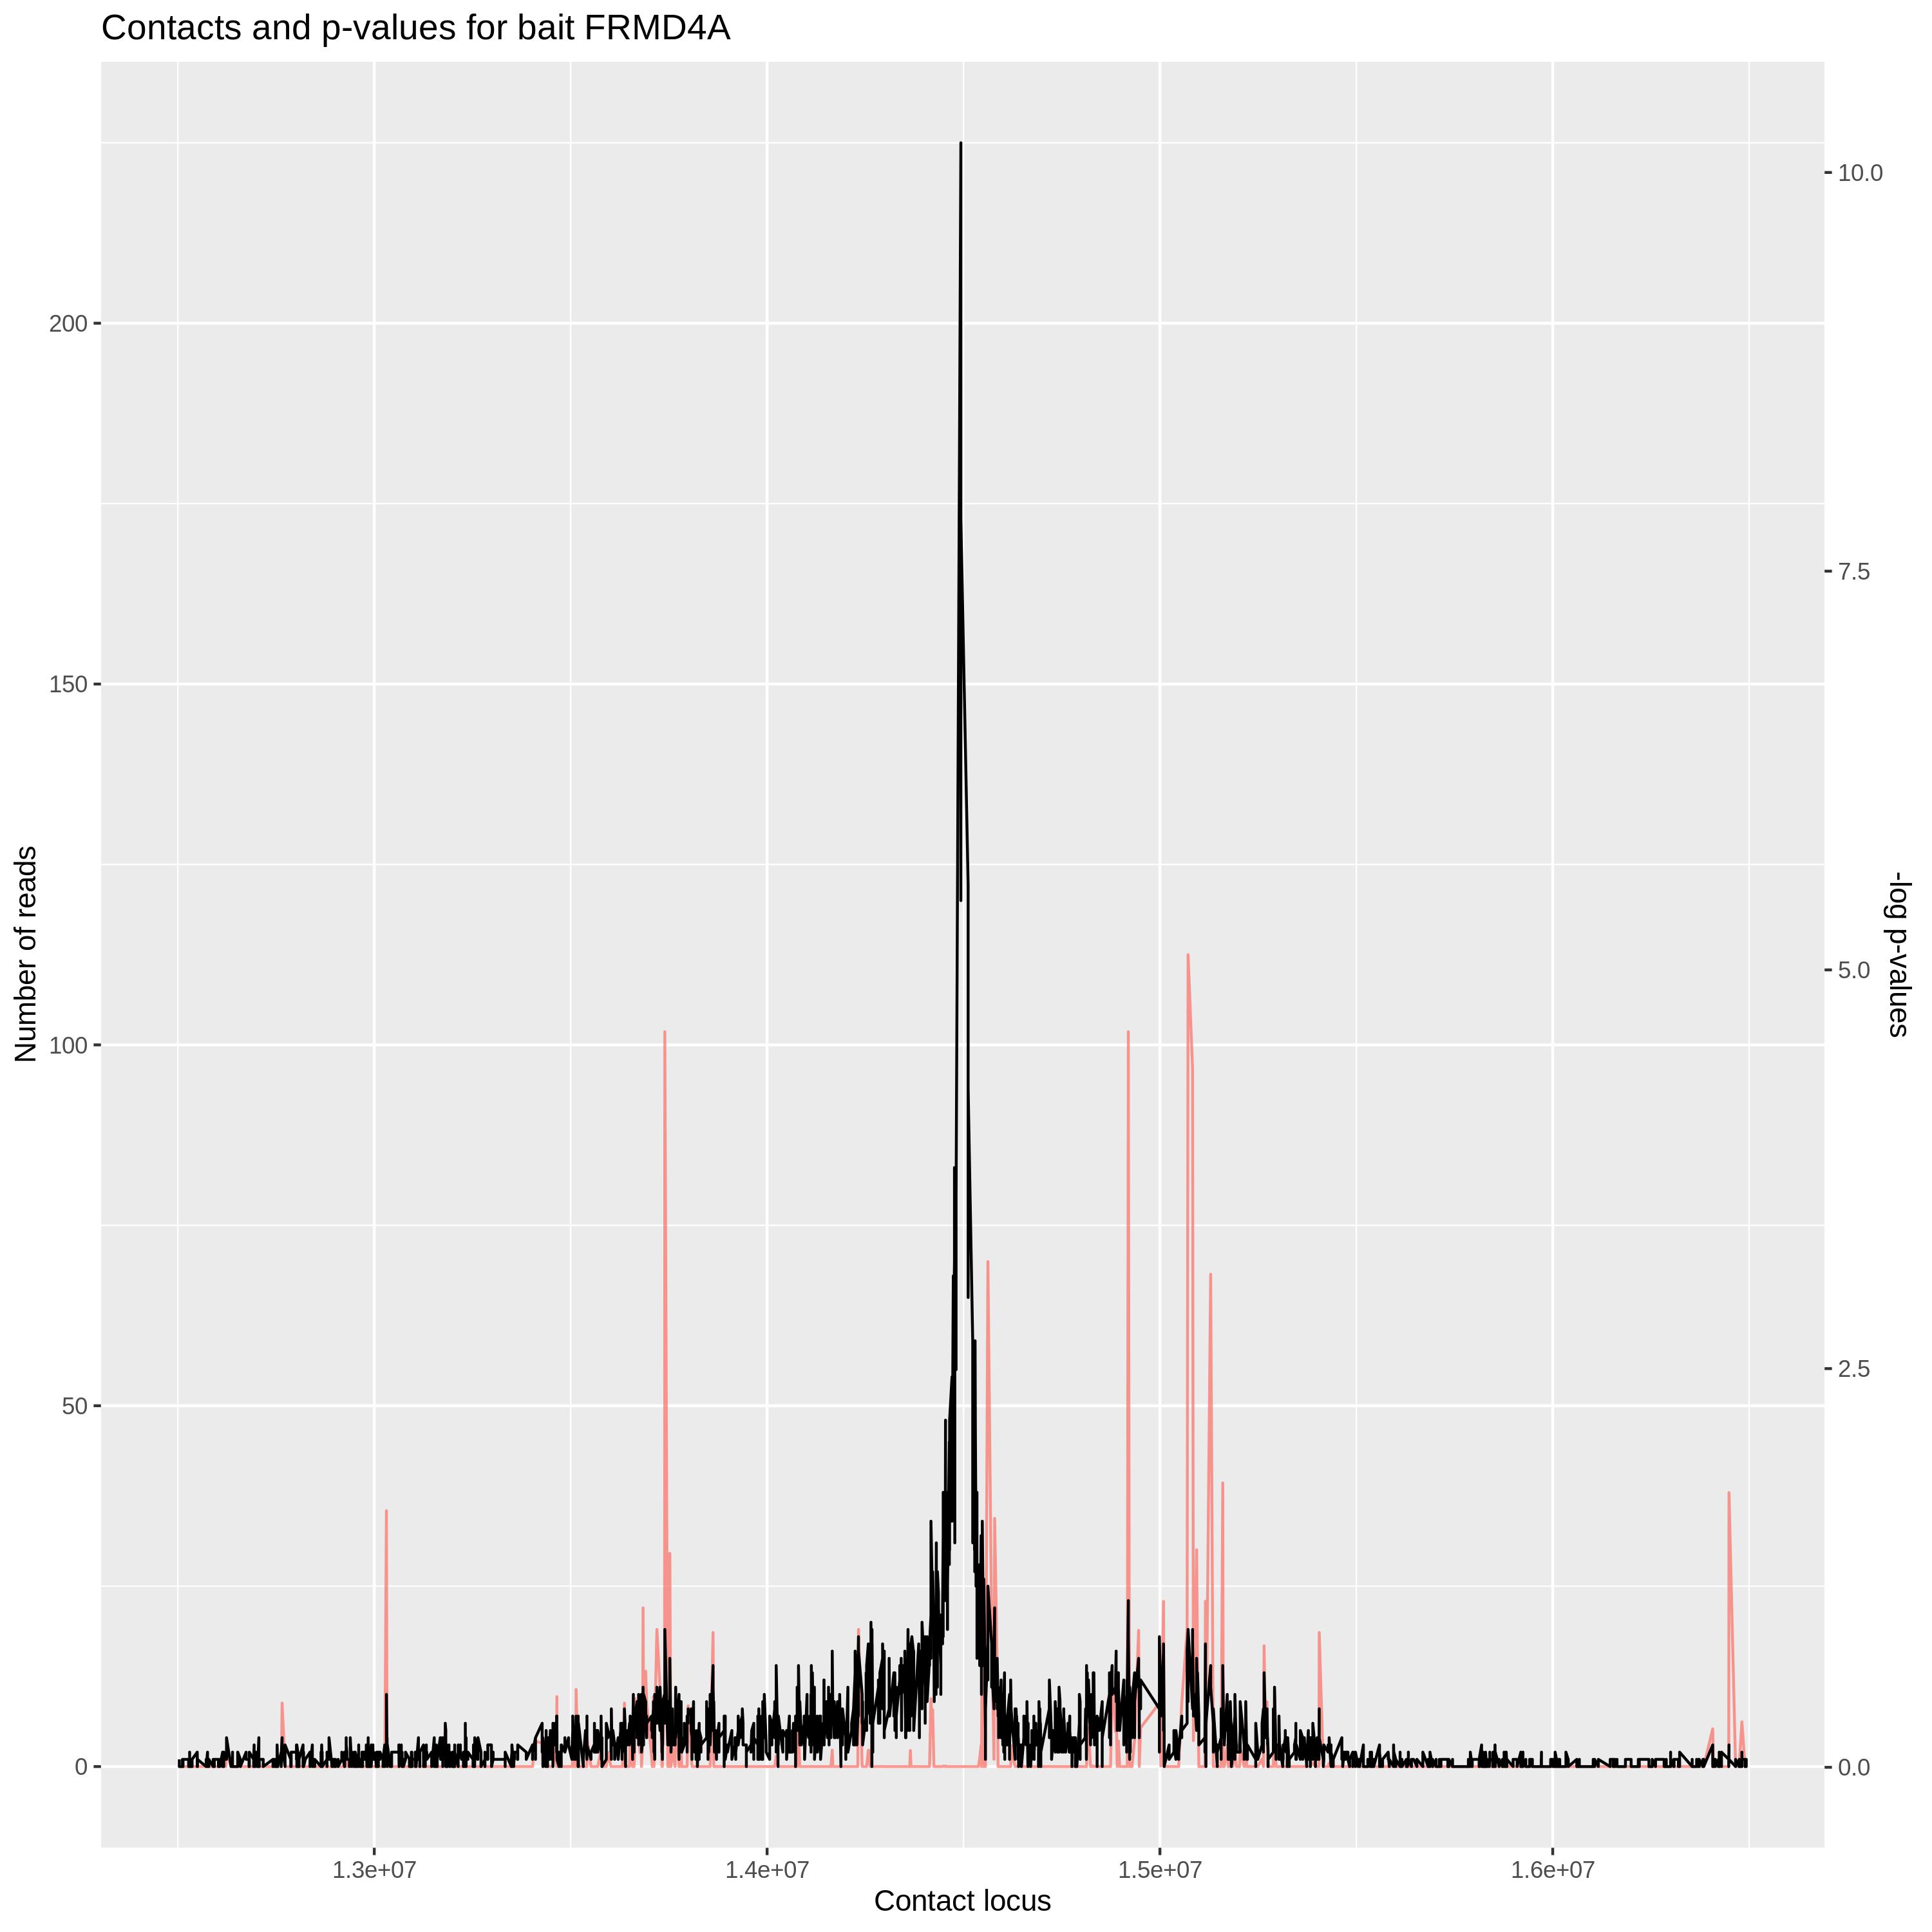 Contacts and p-values for bait FRMD4A
Number of reads
200
150
100
50
0
10.0
7.5
5.0
2.5
0.0
-log p-values
1.3e+07
1.4e+07
1.5e+07
1.6e+07
Contact locus